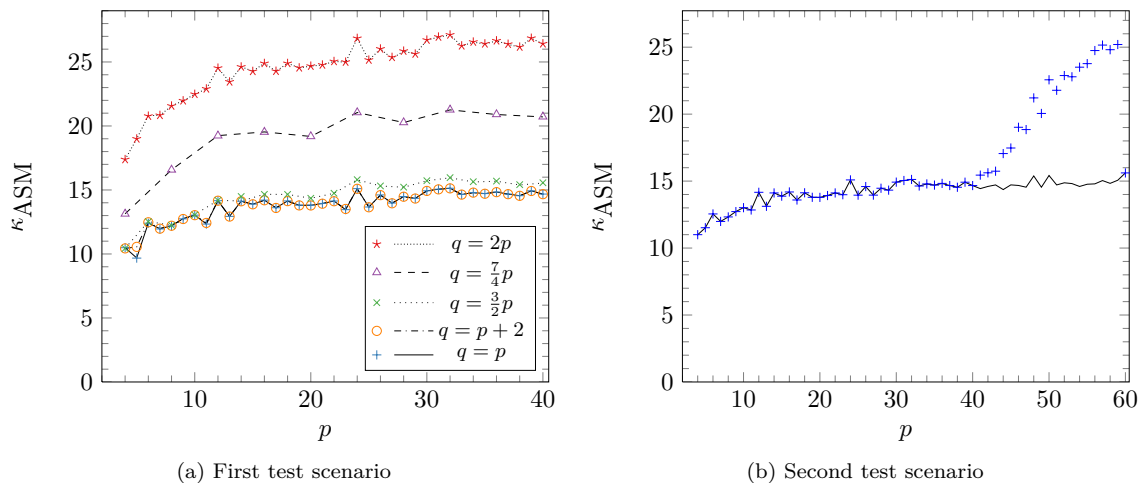 25
20
15
10
5
0
κASM
10
20
30
40
p
q = 2p
q = 7/4 p
q = 3/2 p
q = p + 2
q = p
(a) First test scenario
25
20
15
10
5
0
κASM
10
20
30
40
50
60
p
(b) Second test scenario